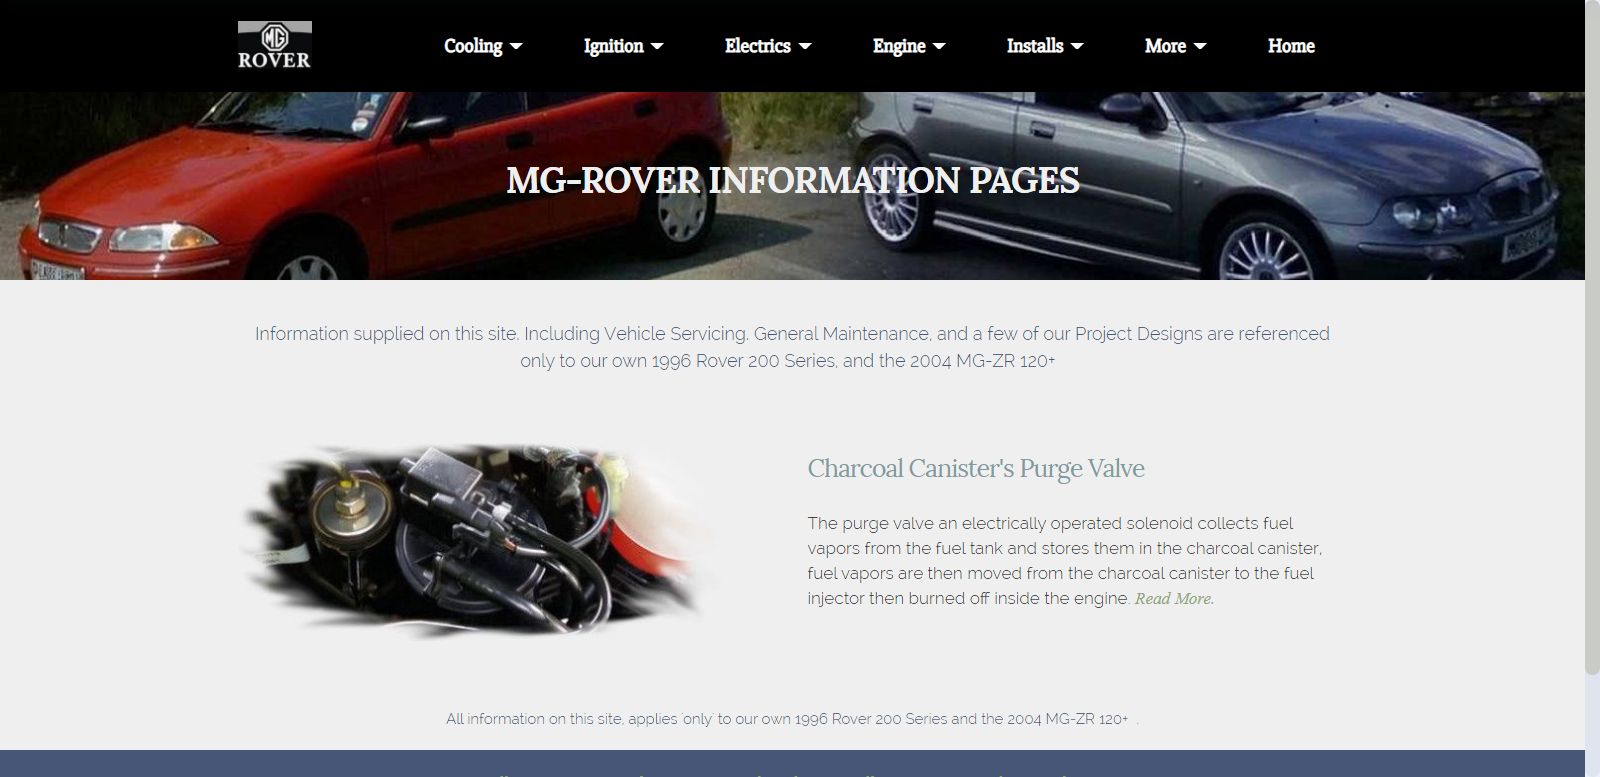 MG
ROVER
Cooling
Ignition
Electrics
Engine
Installs
More
Home
MG-ROVER INFORMATION PAGES
Information supplied on this site. Including Vehicle Servicing. General Maintenance, and a few of our Project Designs are referenced
only to our own 1996 Rover 200 Series, and the 2004 MG-ZR 120+
Charcoal Canister's Purge Valve
The purge valve an electrically operated solenoid collects fuel
vapors from the fuel tank and stores them in the charcoal canister,
fuel vapors are then moved from the charcoal canister to the fuel
injector then burned off inside the engine. Read More.
All information on this site, applies 'only' to our own 1996 Rover 200 Series and the 2004 MG-ZR 120+ .